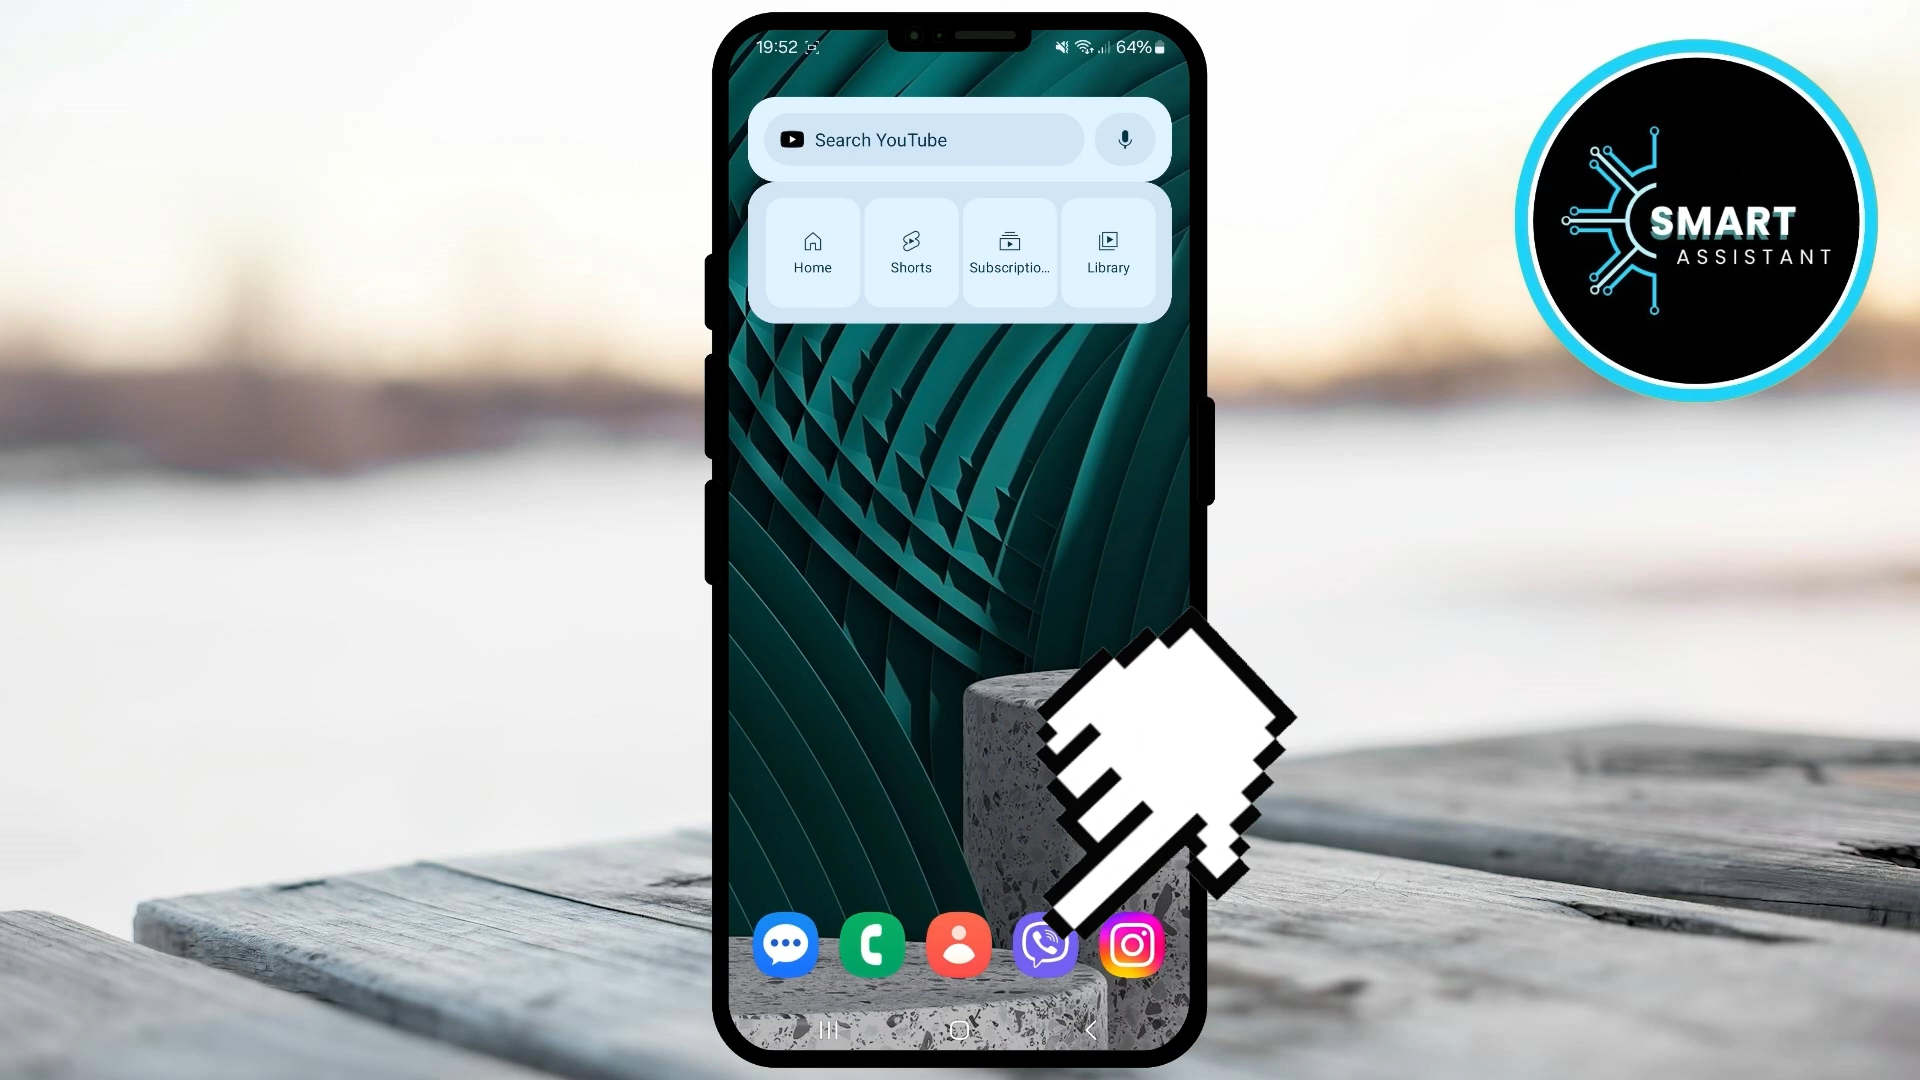 19:52
64%
Search YouTube
Home
Shorts
Subscriptio...
Library
SMART
ASSISTANT